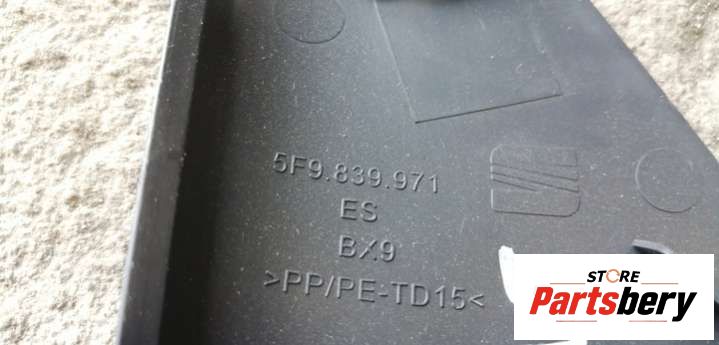 5F9.839.971
ES
BX9
>PP/PE-TD15<
STORE
Partsbery